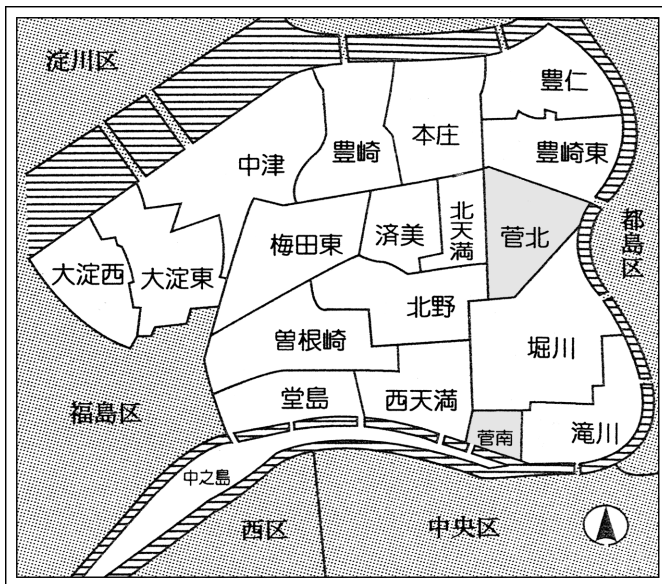 淀川区
豊仁
本庄
豊崎
豊崎東
中津
北天満
都島区
済美
菅北
梅田東
大淀西
大淀東
北野
曽根崎
堀川
堂島
西天満
福島区
菅南
滝川
中之島
西区
中央区